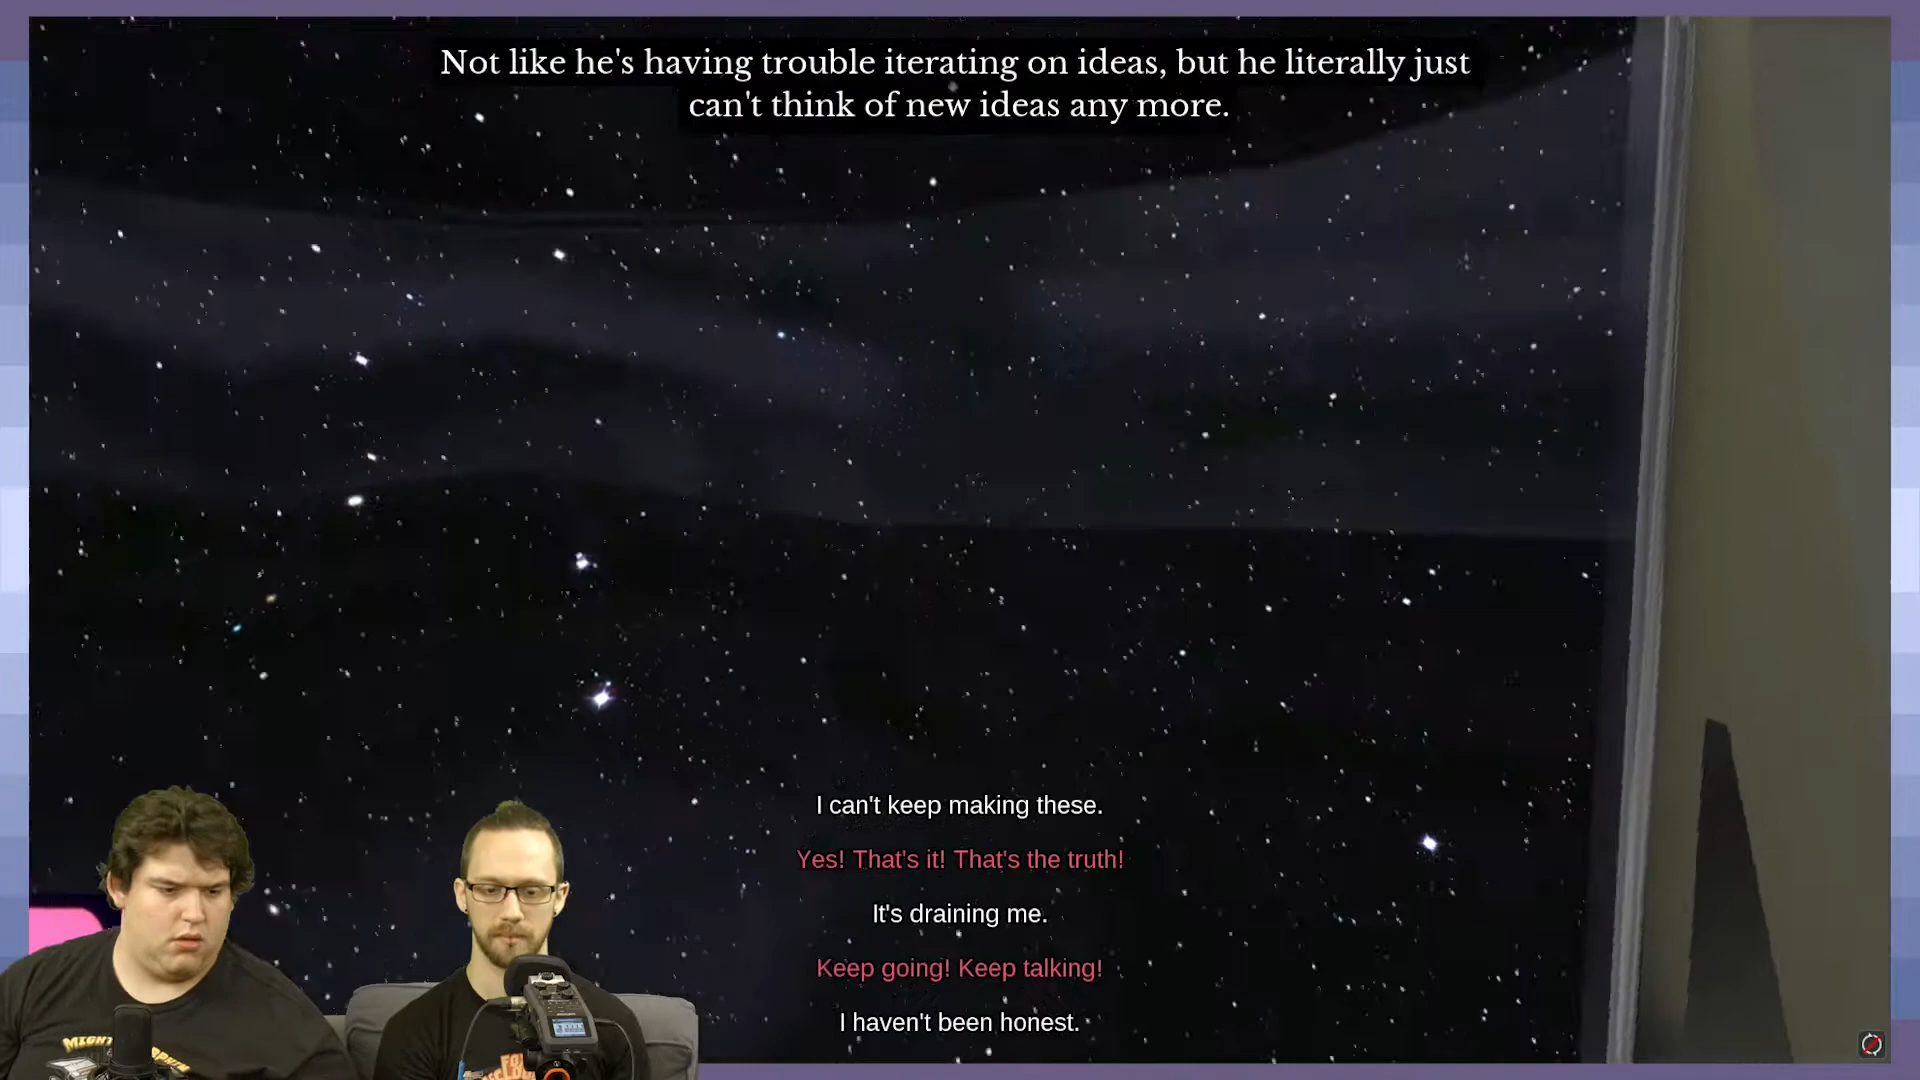 Not like he's having trouble iterating on ideas, but he literally just
can't think of new ideas any more.
I can't keep making these.
Yes! That's it! That's the truth!
It's draining me.
Keep going! Keep talking!
I haven't been honest.